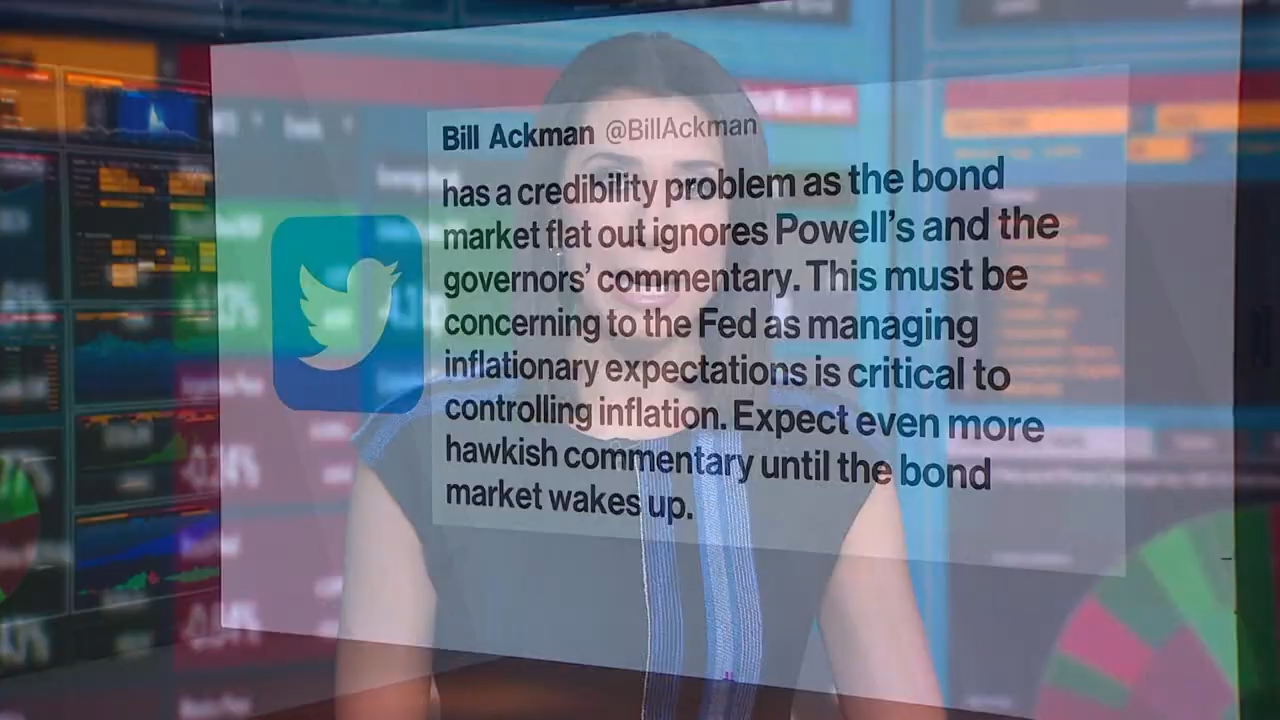 Bill Ackman @BillAckman
has a credibility problem as the bond
market flat out ignores Powell's and the
governors' commentary. This must be
concerning to the Fed as managing
inflationary expectations is critical to
controlling inflation. Expect even more
hawkish commentary until the bond
market wakes up.